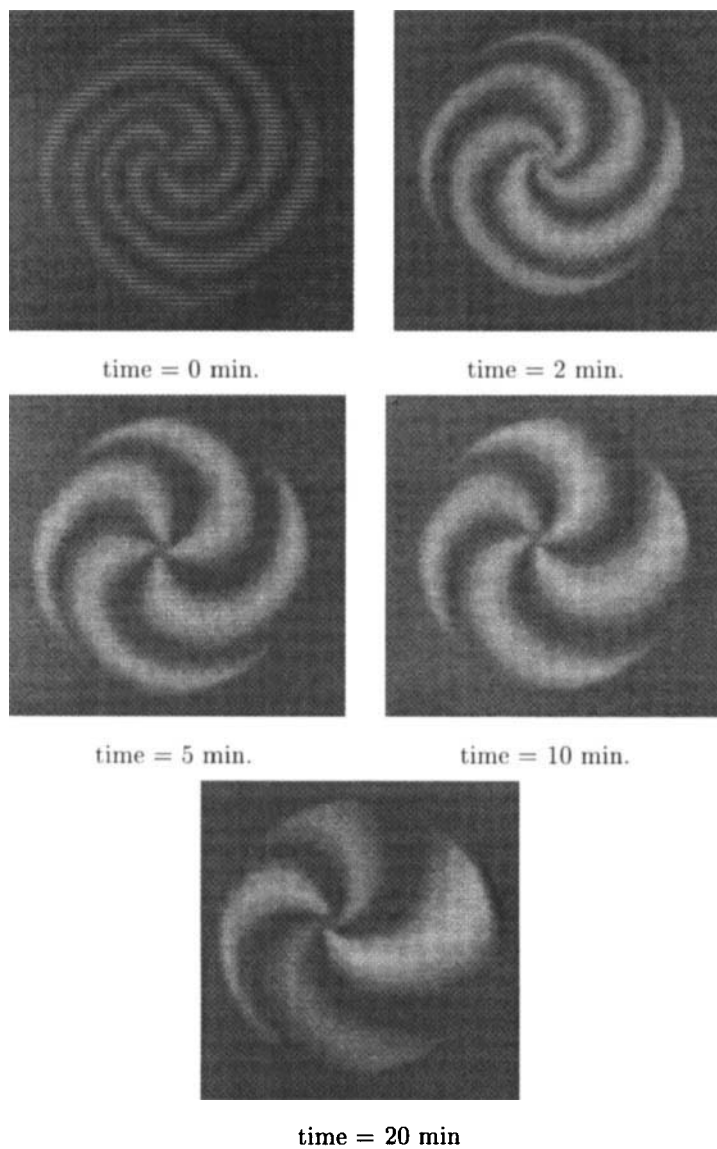 time = 0 min.
time = 2 min.
time = 5 min.
time = 10 min.
time = 20 min